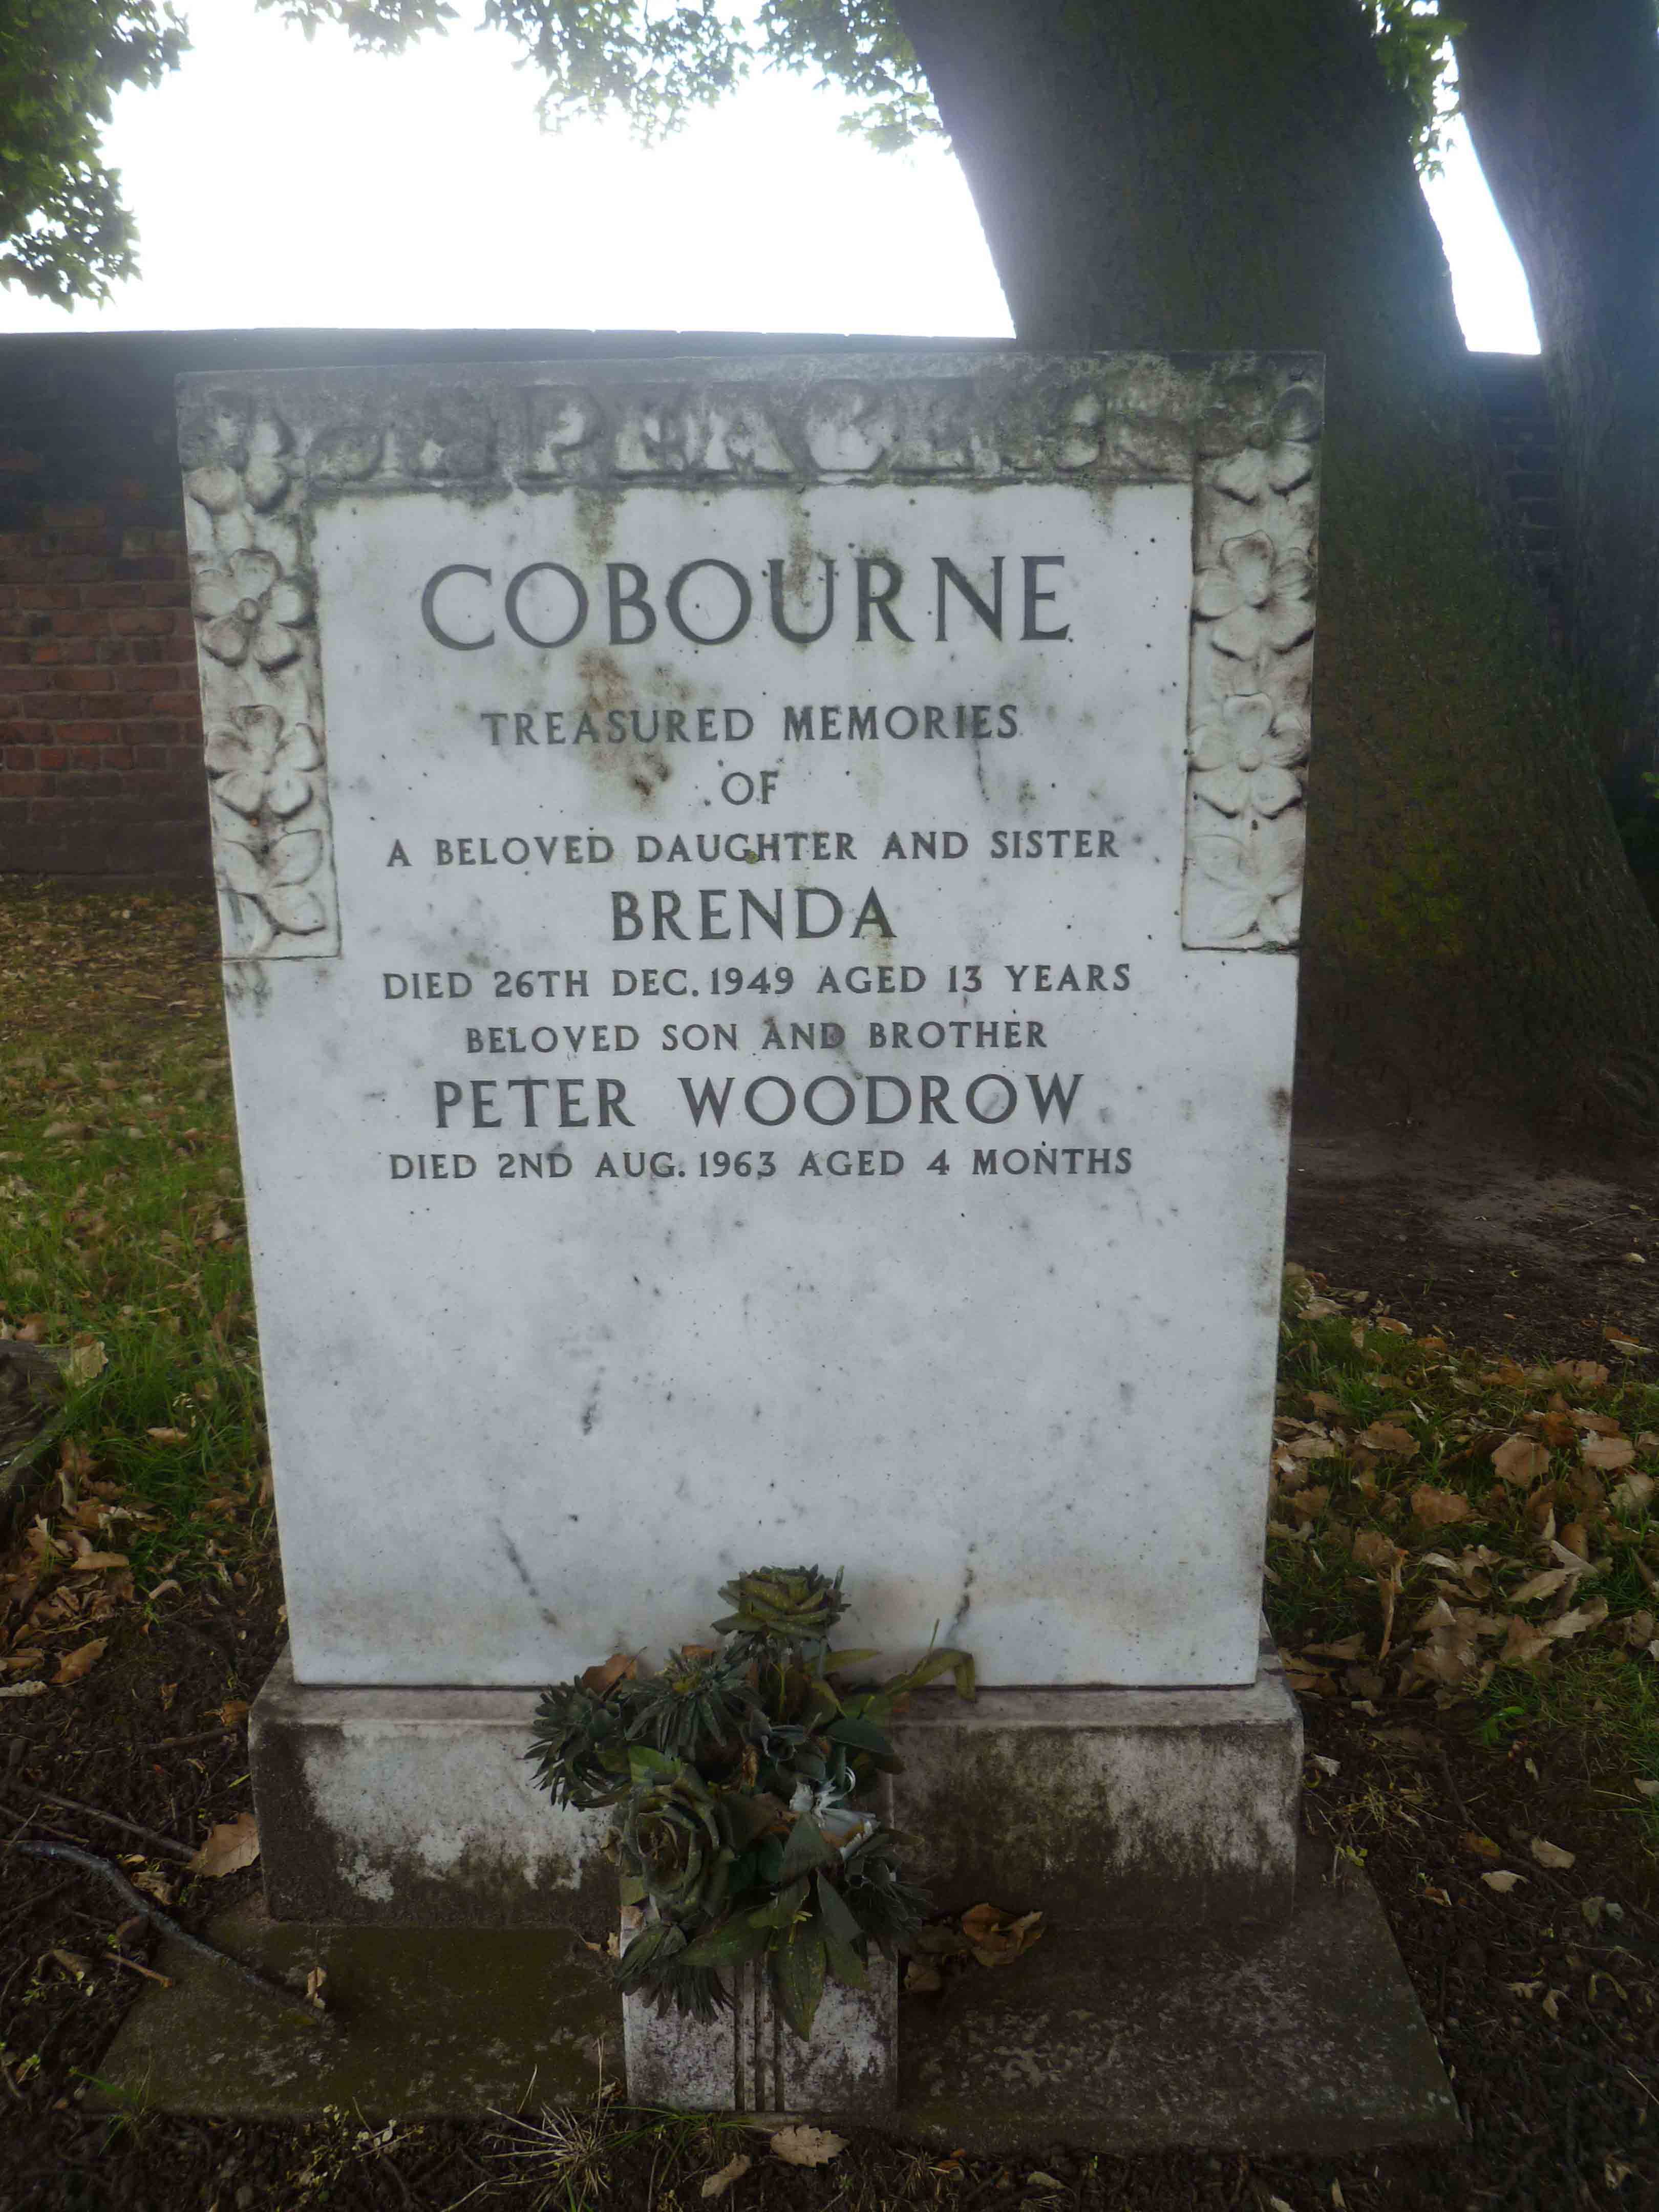 PEACE
COBOURNE
TREASURED MEMORIES
OF
A BELOVED DAUGHTER AND SISTER
BRENDA
DIED 26TH DEC. 1949 AGED 13 YEARS
BELOVED SON AND BROTHER
PETER WOODROW
DIED 2ND AUG. 1963 AGED 4 MONTHS